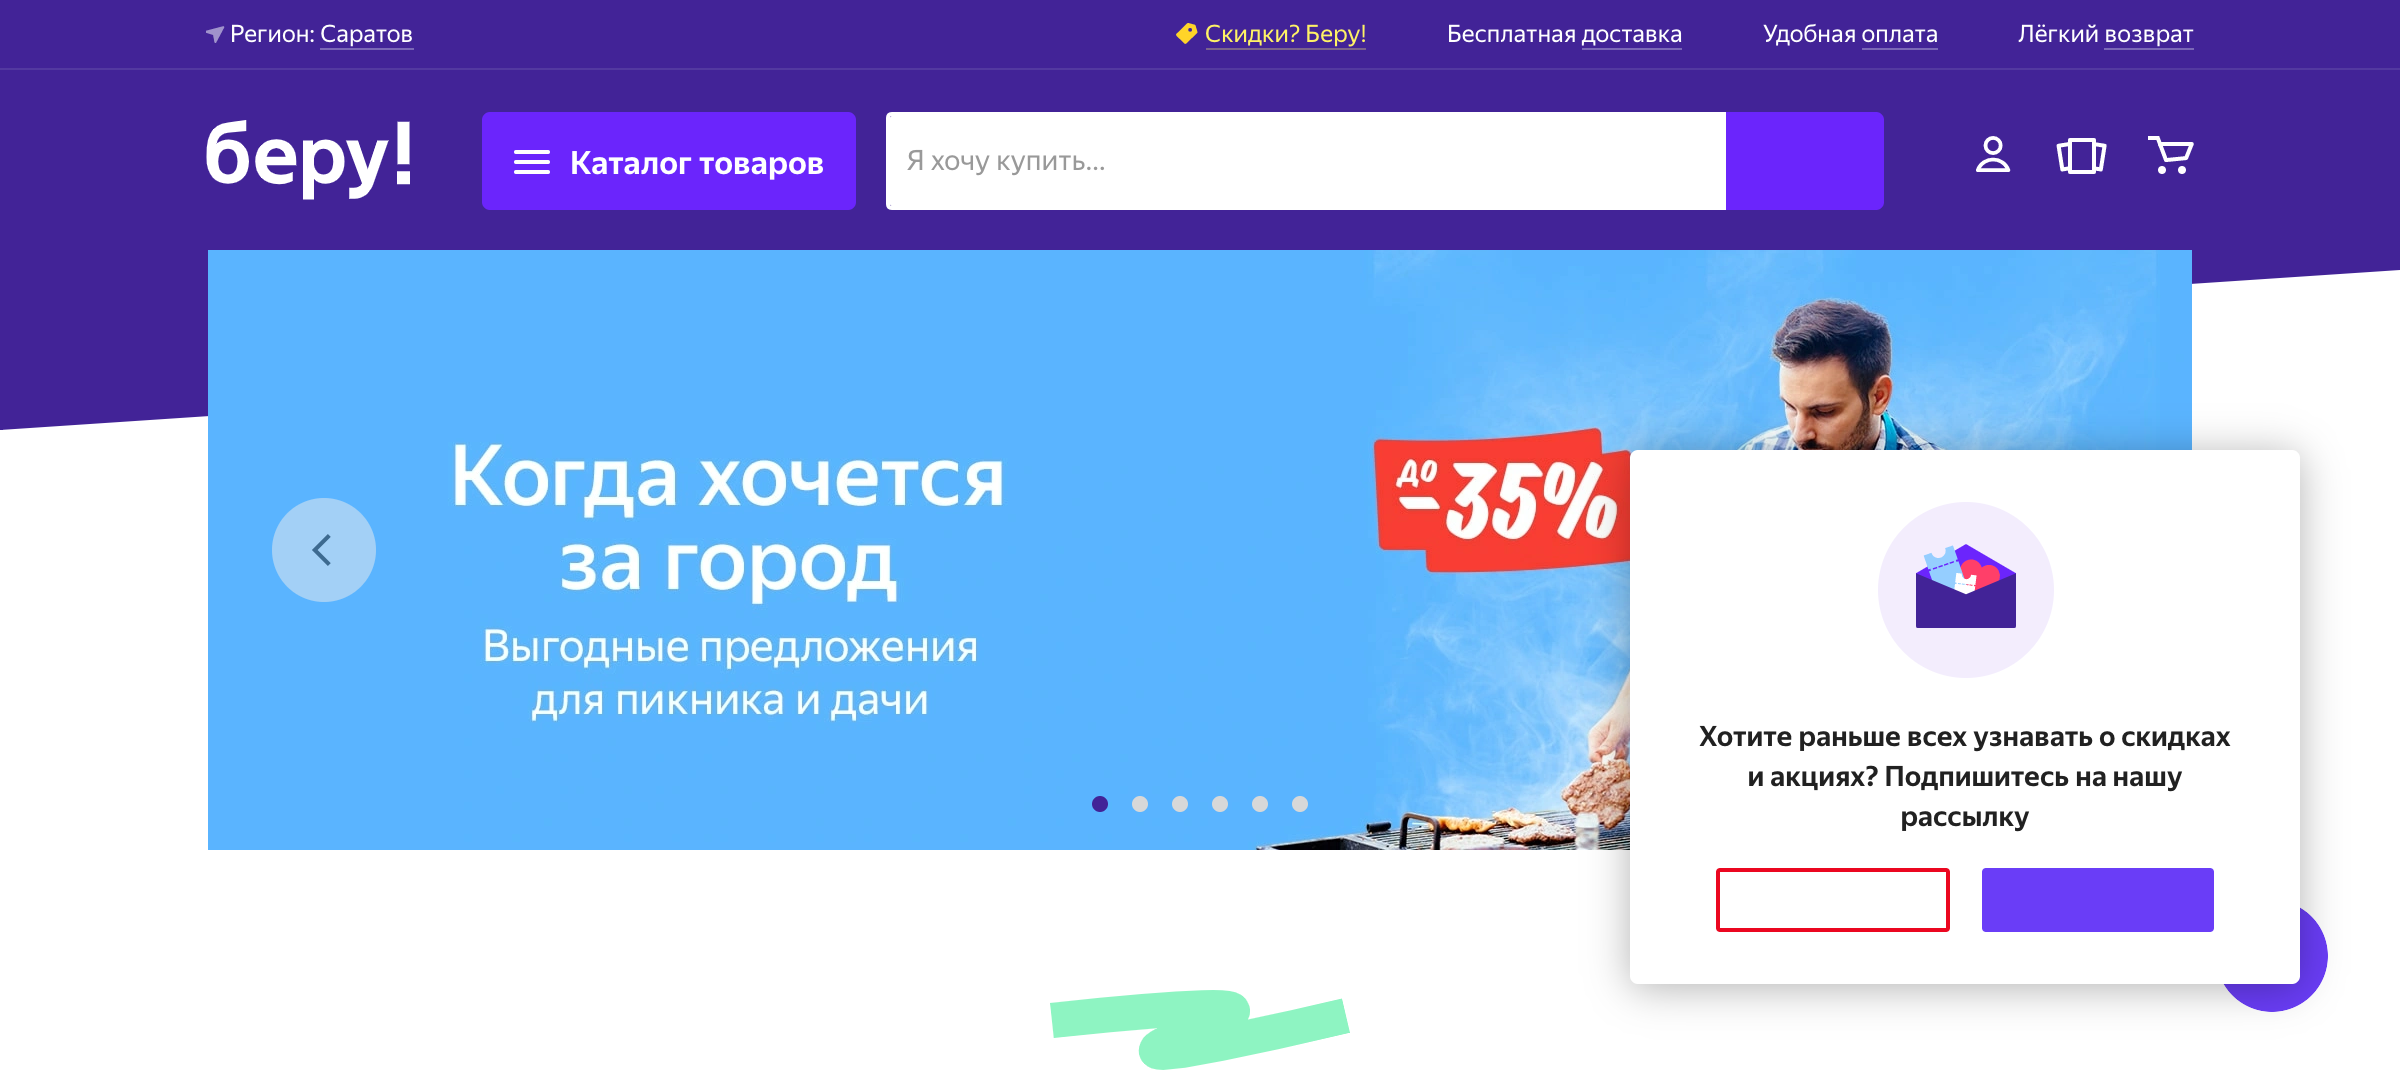 Регион: Саратов
Скидки? Беру!
Бесплатная доставка
Удобная оплата
Лёгкий возврат
беру!
Каталог товаров
Я хочу купить...
Когда хочется
за город
Выгодные предложения
для пикника и дачи
до
-35%
Хотите раньше всех узнавать о скидках
и акциях? Подпишитесь на нашу
рассылку